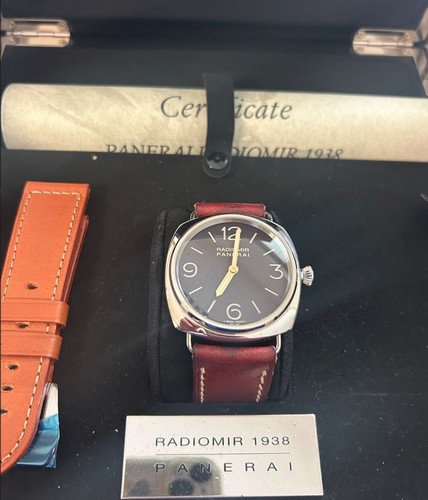 Certificate
PANERAI RADIOMIR 1938
12
RADIOMIR
PANERAI
9 3
6
RADIOMIR 1938
PANERAI